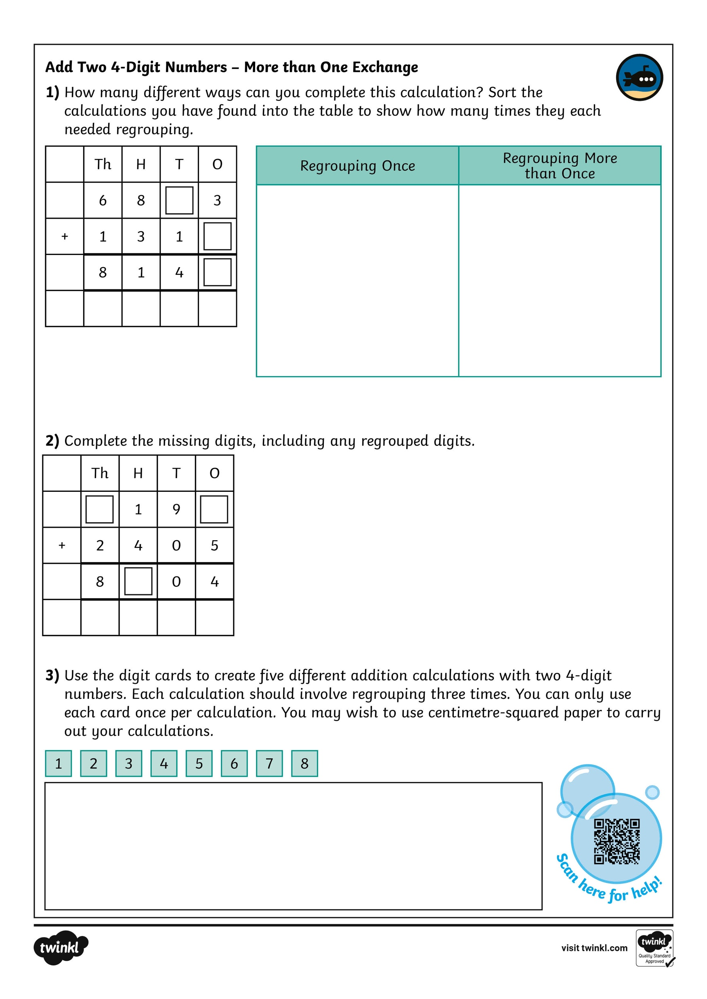 Add Two 4-Digit Numbers – More than One Exchange
1) How many different ways can you complete this calculation? Sort the
calculations you have found into the table to show how many times they each
needed regrouping.
Th H T O
6 8 3
+ 1 3 1
8 1 4
Regrouping Once
Regrouping More
than Once
2) Complete the missing digits, including any regrouped digits.
Th H T O
1 9
+ 2 4 0 5
8 0 4
3) Use the digit cards to create five different addition calculations with two 4-digit
numbers. Each calculation should involve regrouping three times. You can only use
each card once per calculation. You may wish to use centimetre-squared paper to carry
out your calculations.
1 2 3 4 5 6 7 8
Scan here for help!
twinkl
visit twinkl.com
twinkl
Quality Standard
Approved